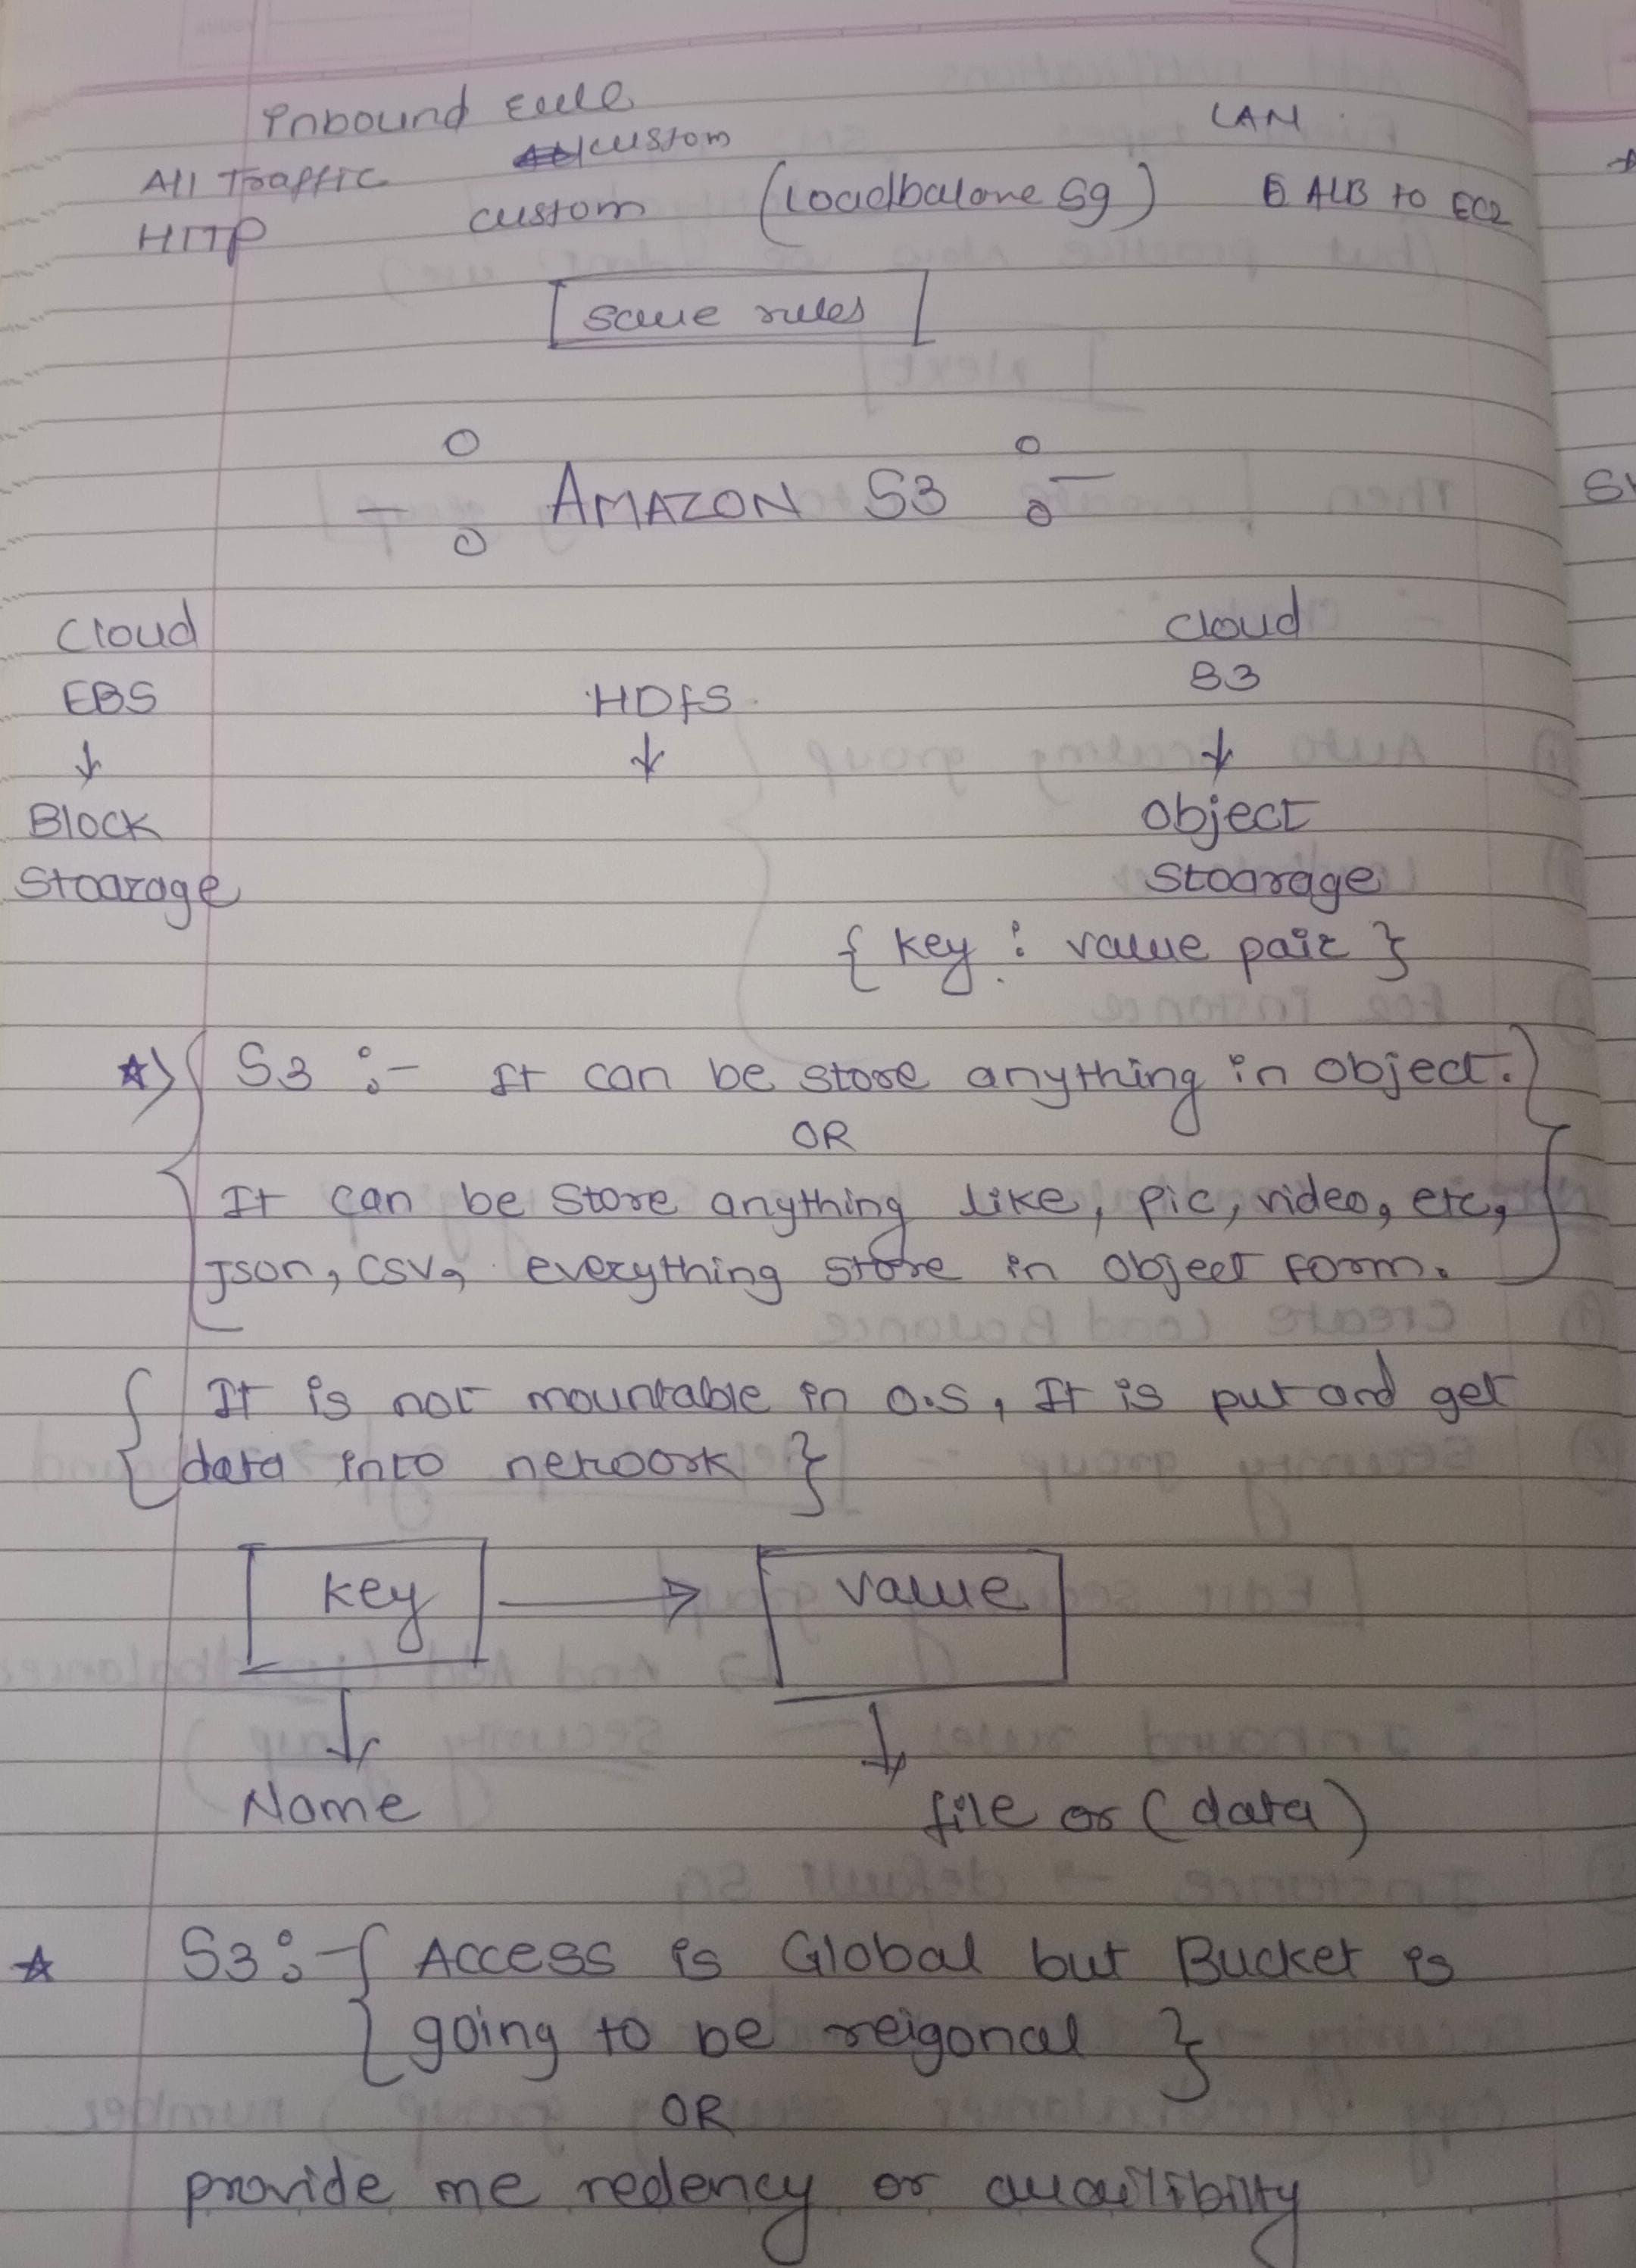 Inbound rule
LAN
All Traffic custom
HTTP custom (Loadbalane Sg) ALB to EC2
save rules
AMAZON S3
Cloud cloud
EBS HDfS S3
↓ ↓ ↓
Block object
Stoarage Stoarage
{ key : value pair }
☆) S3 :- It can be store anything in object.
OR
It can be store anything like, pic, video, etc,
json, csv, everything store in object form.
{ It is not mountable in o.s, It is put and get
data into network }
key → value
↓ ↓
Name file or (data)
☆ S3 :- { Access is Global but Bucket is
going to be reigonal }
OR
provide me redency or